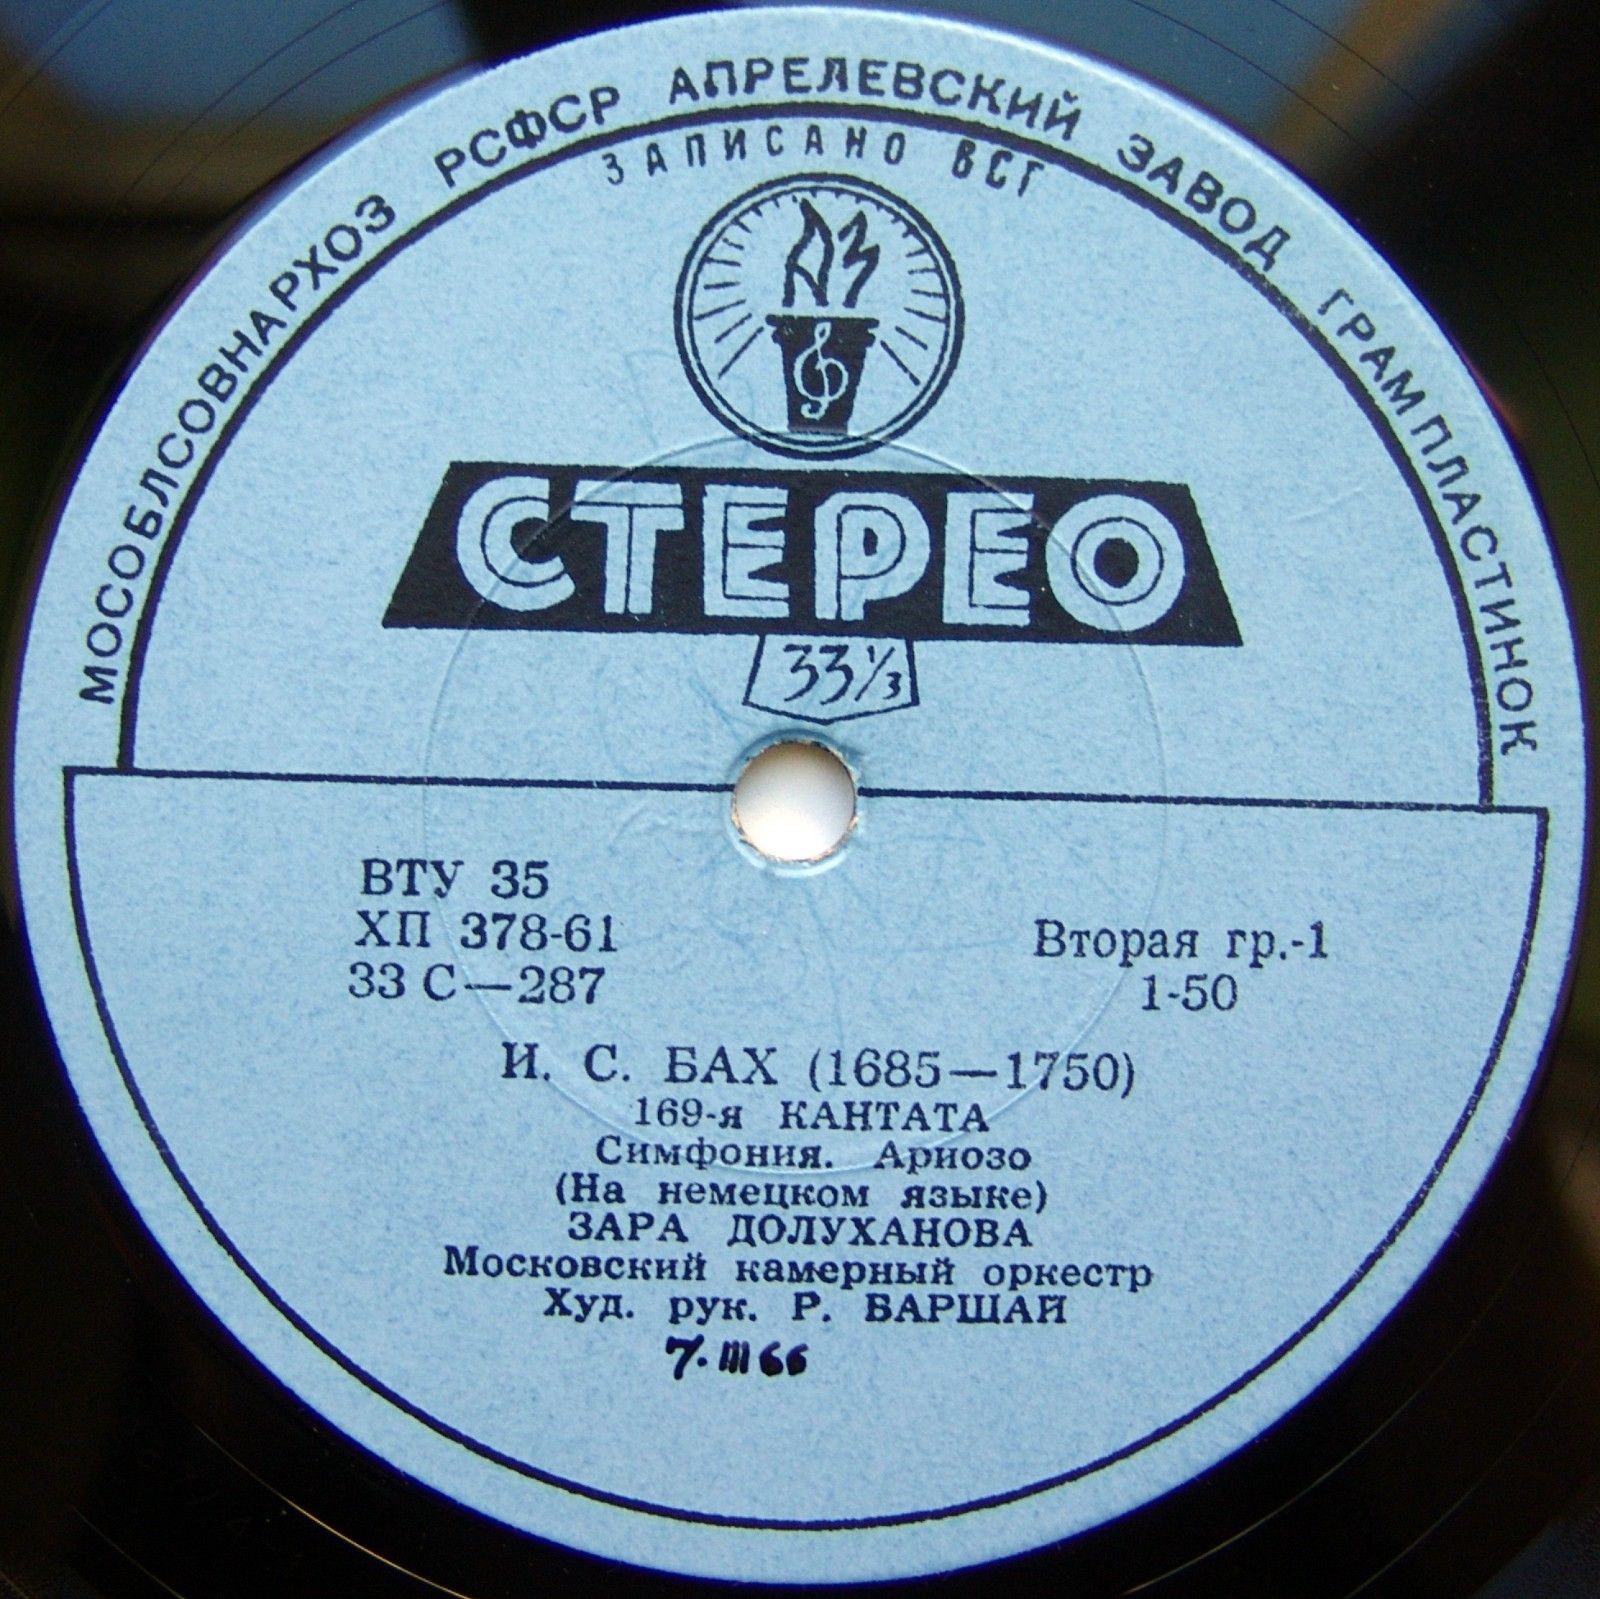 МОСОБЛСОВНАРХОЗ РСФСР АПРЕЛЕВСКИЙ ЗАВОД ГРАМПЛАСТИНОК
ЗАПИСАНО ВСГ
АЗ
СТЕРЕО
33 1/3
ВТУ 35
ХП 378-61
33 С—287
Вторая гр.-1
1-50
И. С. БАХ (1685—1750)
169-я КАНТАТА
Симфония. Ариозо
(На немецком языке)
ЗАРА ДОЛУХАНОВА
Московский камерный оркестр
Худ. рук. Р. БАРШАЙ
7.III 66